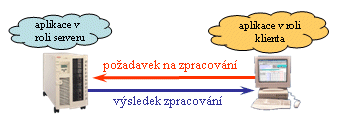 aplikace v
roli serveru
aplikace v roli
klienta
požadavek na zpracování
výsledek zpracování